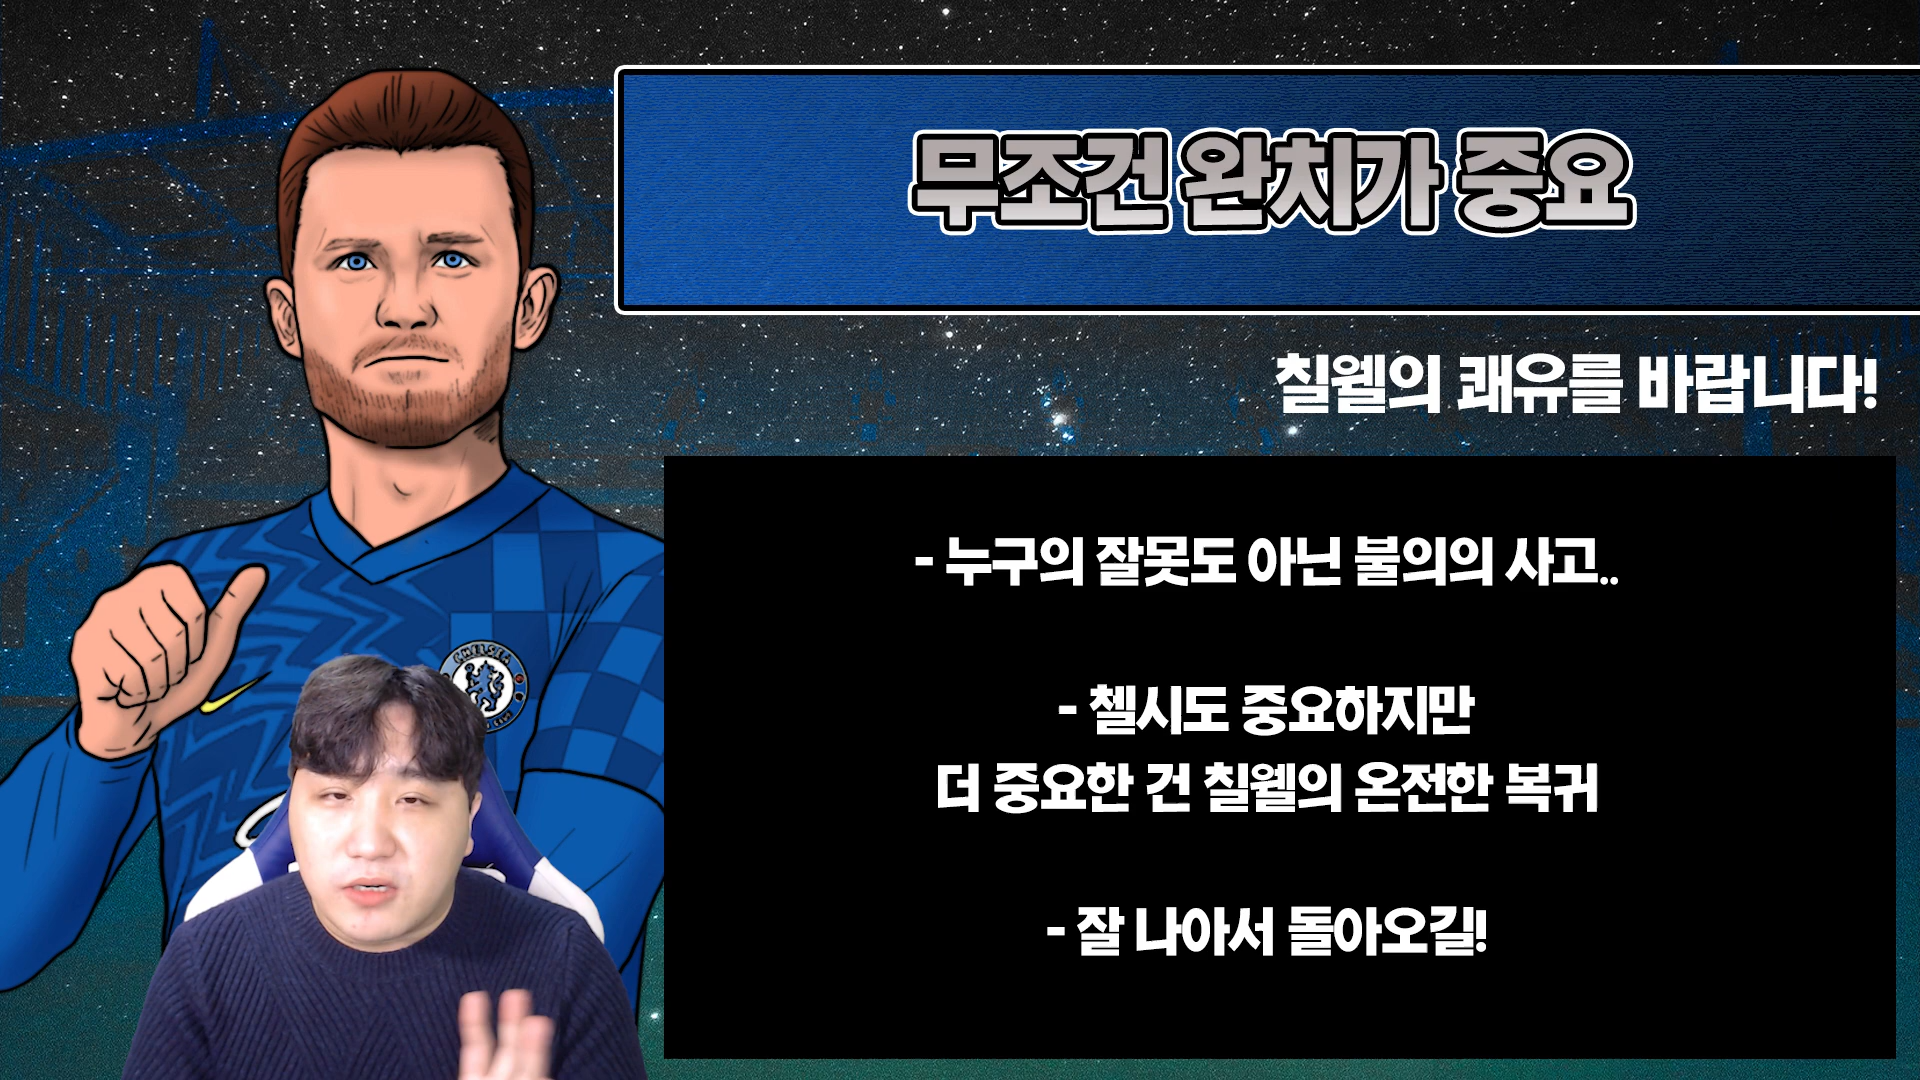 무조건 완치가 중요
칠웰의 쾌유를 바랍니다!
- 누구의 잘못도 아닌 불의의 사고..
- 첼시도 중요하지만
더 중요한 건 칠웰의 온전한 복귀
- 잘 나아서 돌아오길!
CHELSEA